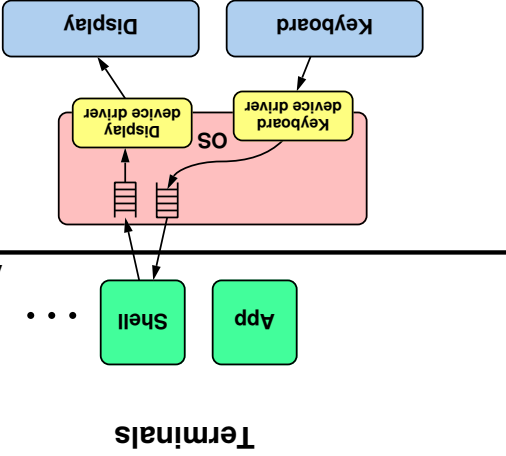 Terminals
App
Shell
. . .
OS
Keyboard
device driver
Display
device driver
Keyboard
Display